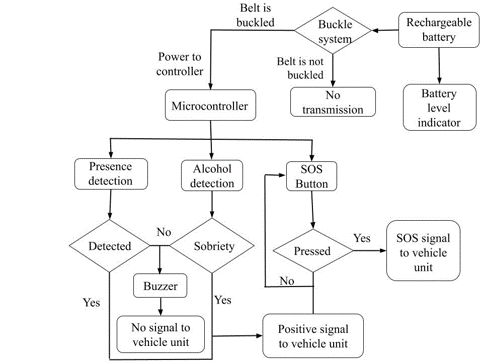 Belt is
buckled
Buckle
system
Rechargeable
battery
Power to
controller
Belt is not
buckled
Microcontroller
No
transmission
Battery
level
indicator
Presence
detection
Alcohol
detection
SOS
Button
Detected
No
Sobriety
Pressed
Yes
SOS signal
to vehicle
unit
Yes
Buzzer
Yes
No
No signal to
vehicle unit
Positive signal
to vehicle unit